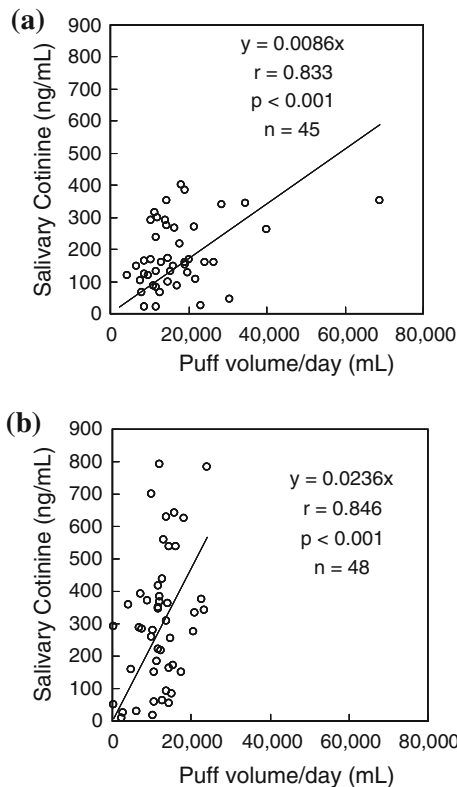 (a)
y = 0.0086x
r = 0.833
p < 0.001
n = 45
900
800
700
600
500
400
300
200
100
0
Salivary Cotinine (ng/mL)
0 20,000 40,000 60,000 80,000
Puff volume/day (mL)
(b)
y = 0.0236x
r = 0.846
p < 0.001
n = 48
900
800
700
600
500
400
300
200
100
0
Salivary Cotinine (ng/mL)
0 20,000 40,000 60,000 80,000
Puff volume/day (mL)